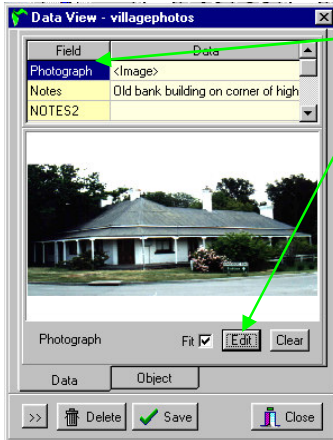 Data View - villagephotos
Field Data
Photograph <Image>
Notes Old bank building on corner of high
NOTES2
Photograph Fit Edit Clear
Data Object
>> Delete Save Close